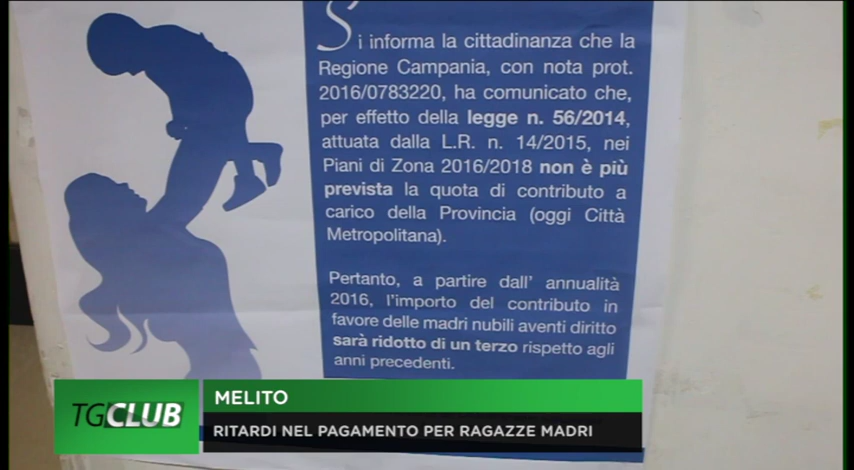 Si informa la cittadinanza che la
Regione Campania, con nota prot.
2016/0783220, ha comunicato che,
per effetto della legge n. 56/2014,
attuata dalla L.R. n. 14/2015, nei
Piani di Zona 2016/2018 non è più
prevista la quota di contributo a
carico della Provincia (oggi Città
Metropolitana).
Pertanto, a partire dall' annualità
2016, l'importo del contributo in
favore delle madri nubili aventi diritto
sarà ridotto di un terzo rispetto agli
anni precedenti.
TGCLUB
MELITO
RITARDI NEL PAGAMENTO PER RAGAZZE MADRI